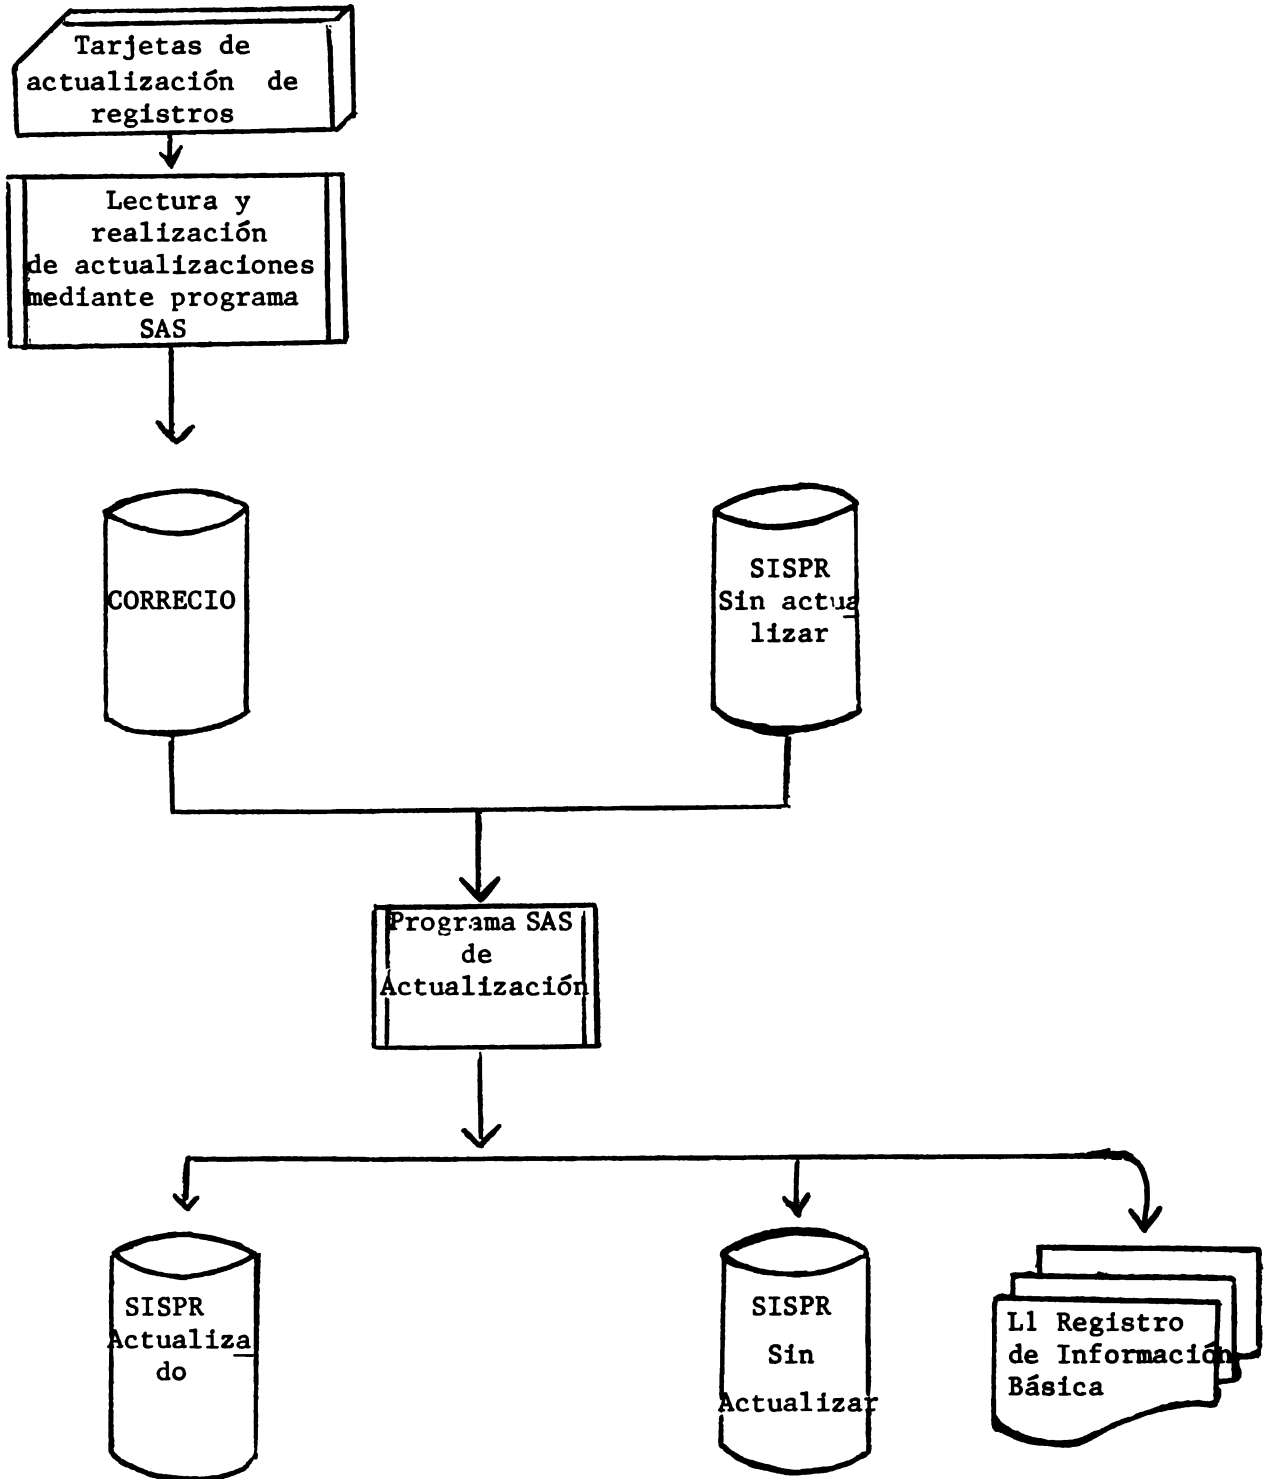 Tarjetas de
actualización de
registros
Lectura y
realización
de actualizaciones
mediante programa
SAS
CORRECIO
SISPR
Sin actua
lizar
Programa SAS
de
Actualización
SISPR
Actualiza
do
SISPR
Sin
Actualizar
L1 Registro
de Información
Básica